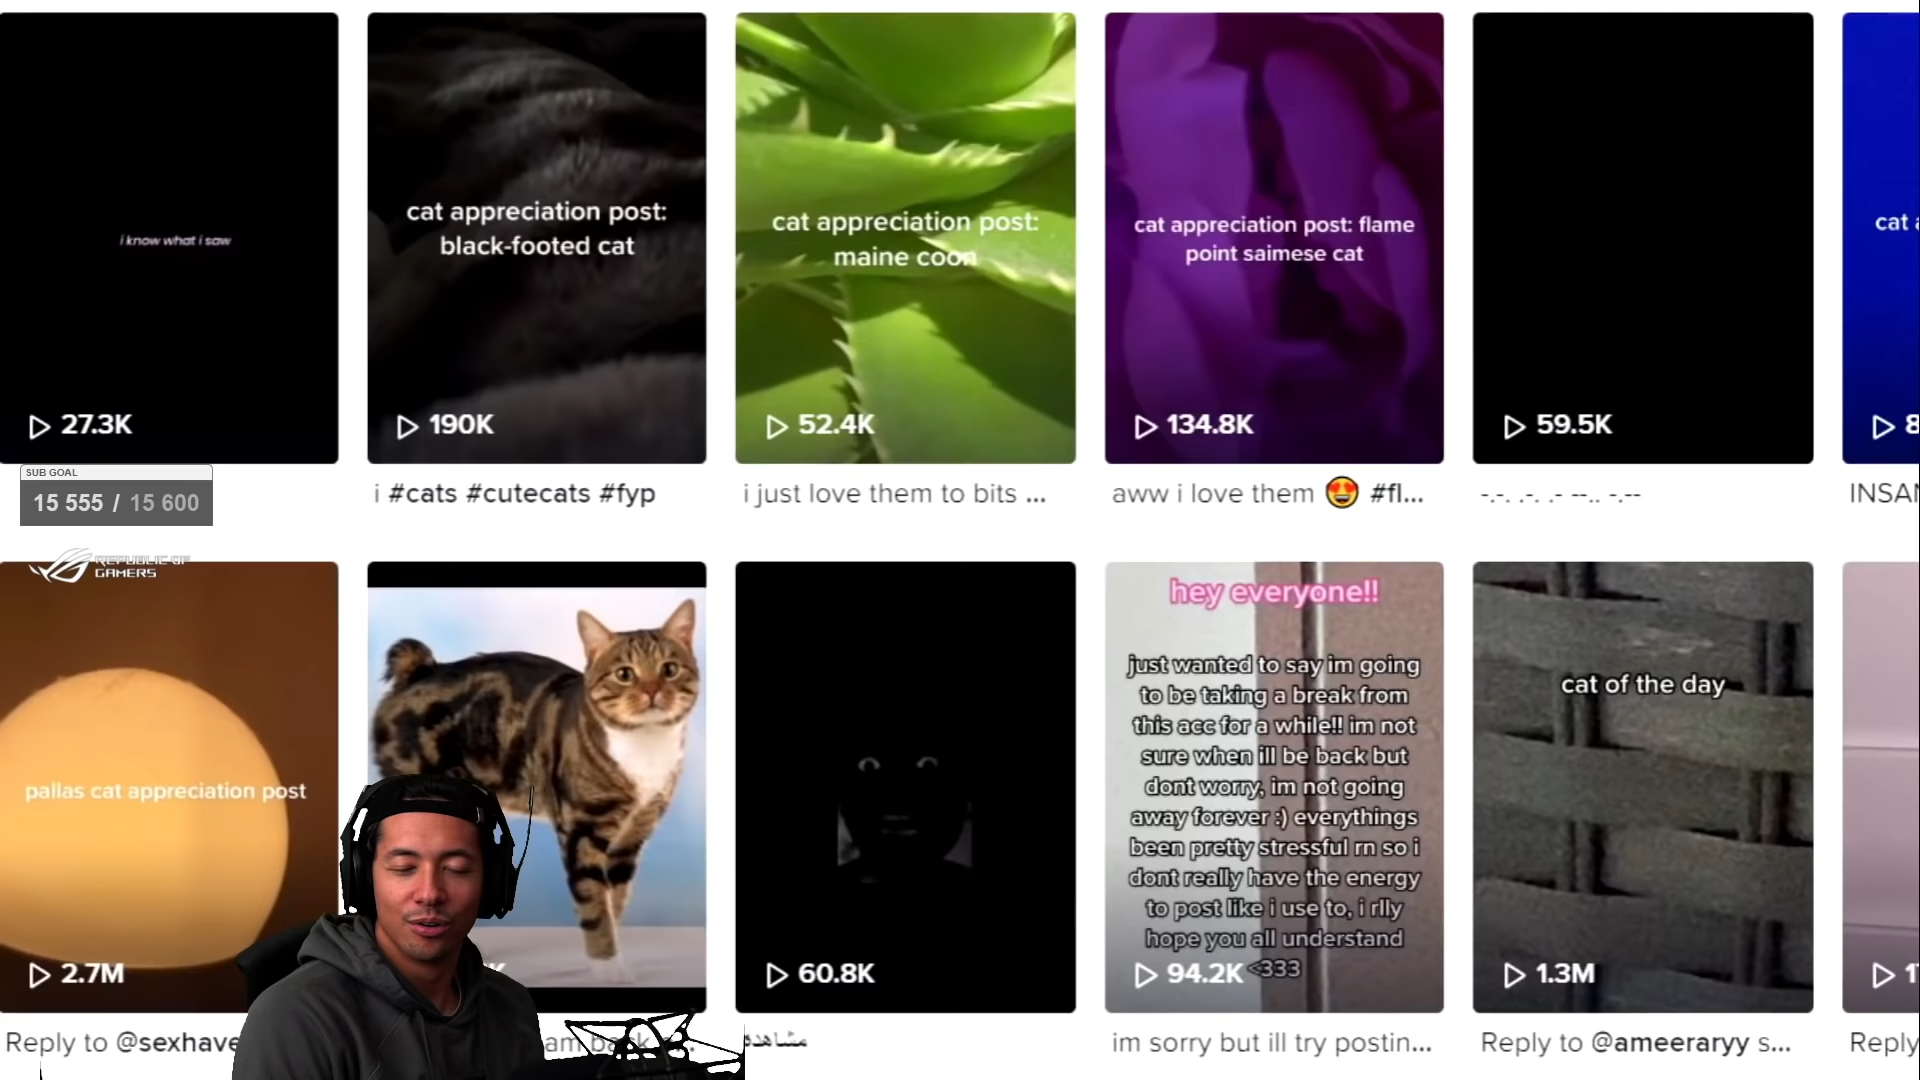 i know what i saw
27.3K
cat appreciation post:
black-footed cat
190K
cat appreciation post:
maine coon
52.4K
cat appreciation post: flame
point saimese cat
134.8K
59.5K
cat
8
SUB GOAL
15 555 / 15 600
i #cats #cutecats #fyp
i just love them to bits ...
aww i love them 😍 #fl...
-.-. .-. .- --.. -.--
INSAN
REPUBLIC OF
GAMERS
pallas cat appreciation post
2.7M
K
60.8K
hey everyone!!
just wanted to say im going
to be taking a break from
this acc for a while!! im not
sure when ill be back but
dont worry, im not going
away forever :) everythings
been pretty stressful rn so i
dont really have the energy
to post like i use to, i rlly
hope you all understand
<333
94.2K
cat of the day
1.3M
1
Reply to @sexhave
am back
مشاهدة
im sorry but ill try postin...
Reply to @ameeraryy s...
Reply